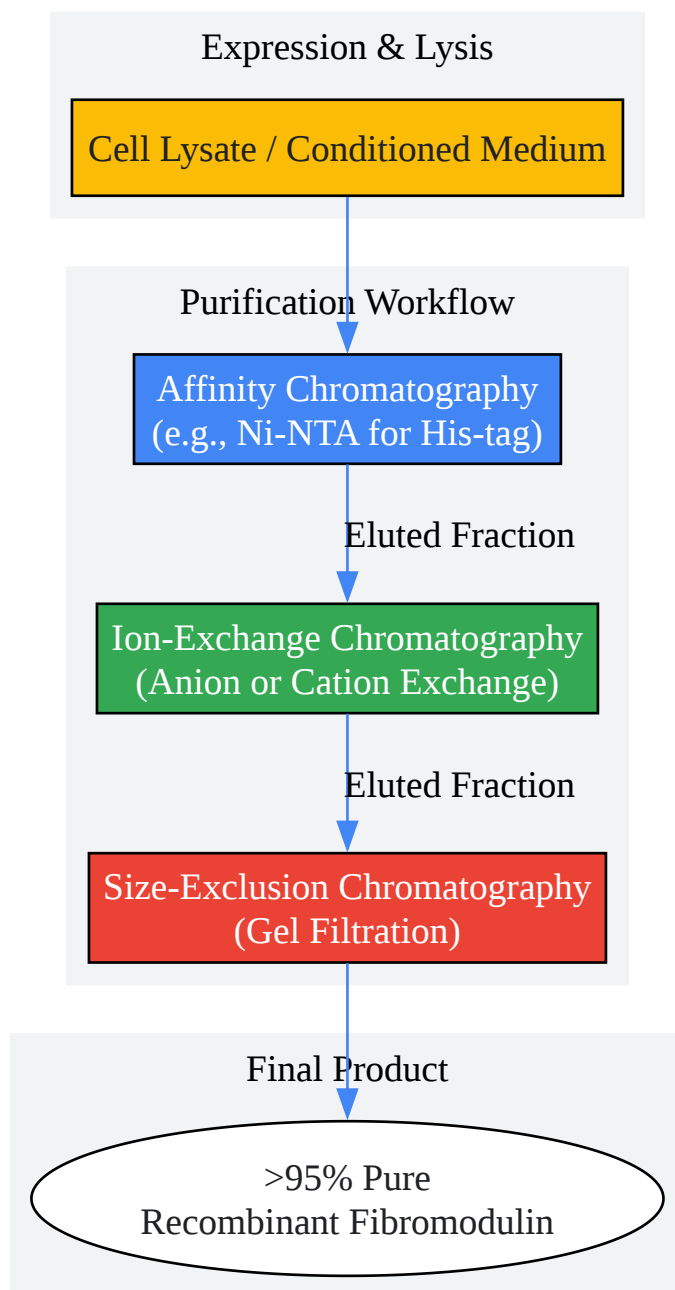 Expression & Lysis
Cell Lysate / Conditioned Medium
Purification Workflow
Affinity Chromatography
(e.g., Ni-NTA for His-tag)
Eluted Fraction
Ion-Exchange Chromatography
(Anion or Cation Exchange)
Eluted Fraction
Size-Exclusion Chromatography
(Gel Filtration)
Final Product
>95% Pure
Recombinant Fibromodulin